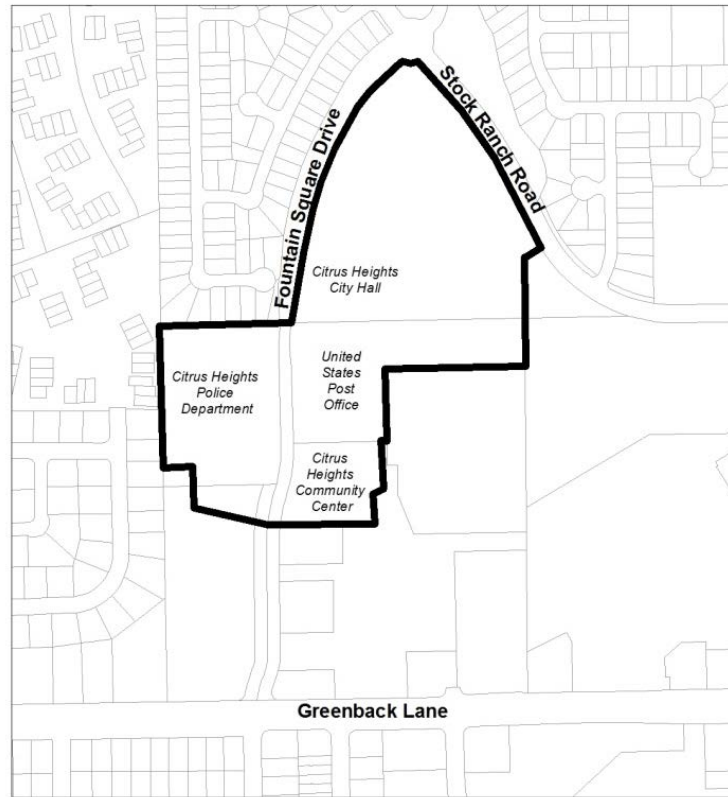 Fountain Square Drive
Stock Ranch Road
Citrus Heights
City Hall
Citrus Heights
Police
Department
United
States
Post
Office
Citrus
Heights
Community
Center
Greenback Lane